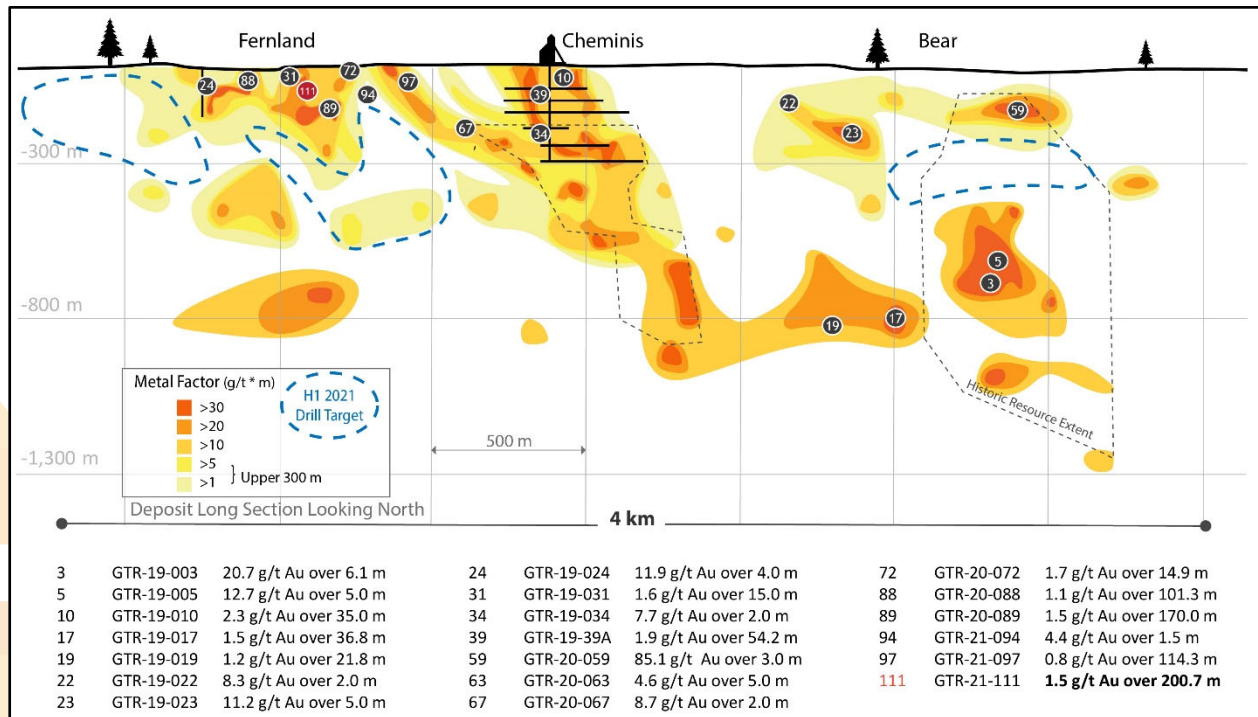 Fernland Cheminis Bear
24 88 31 111 72 89 94 97 67 10 39 34 22 23 59
-300 m
5
3
-800 m
19 17
Metal Factor (g/t * m)
>30
>20
>10
>5
>1
} Upper 300 m
H1 2021
Drill Target
500 m
Historic Resource Extent
-1,300 m
Deposit Long Section Looking North
4 km
3 GTR-19-003 20.7 g/t Au over 6.1 m
5 GTR-19-005 12.7 g/t Au over 5.0 m
10 GTR-19-010 2.3 g/t Au over 35.0 m
17 GTR-19-017 1.5 g/t Au over 36.8 m
19 GTR-19-019 1.2 g/t Au over 21.8 m
22 GTR-19-022 8.3 g/t Au over 2.0 m
23 GTR-19-023 11.2 g/t Au over 5.0 m
24 GTR-19-024 11.9 g/t Au over 4.0 m
31 GTR-19-031 1.6 g/t Au over 15.0 m
34 GTR-19-034 7.7 g/t Au over 2.0 m
39 GTR-19-39A 1.9 g/t Au over 54.2 m
59 GTR-20-059 85.1 g/t Au over 3.0 m
63 GTR-20-063 4.6 g/t Au over 5.0 m
67 GTR-20-067 8.7 g/t Au over 2.0 m
72 GTR-20-072 1.7 g/t Au over 14.9 m
88 GTR-20-088 1.1 g/t Au over 101.3 m
89 GTR-20-089 1.5 g/t Au over 170.0 m
94 GTR-21-094 4.4 g/t Au over 1.5 m
97 GTR-21-097 0.8 g/t Au over 114.3 m
111 GTR-21-111 1.5 g/t Au over 200.7 m